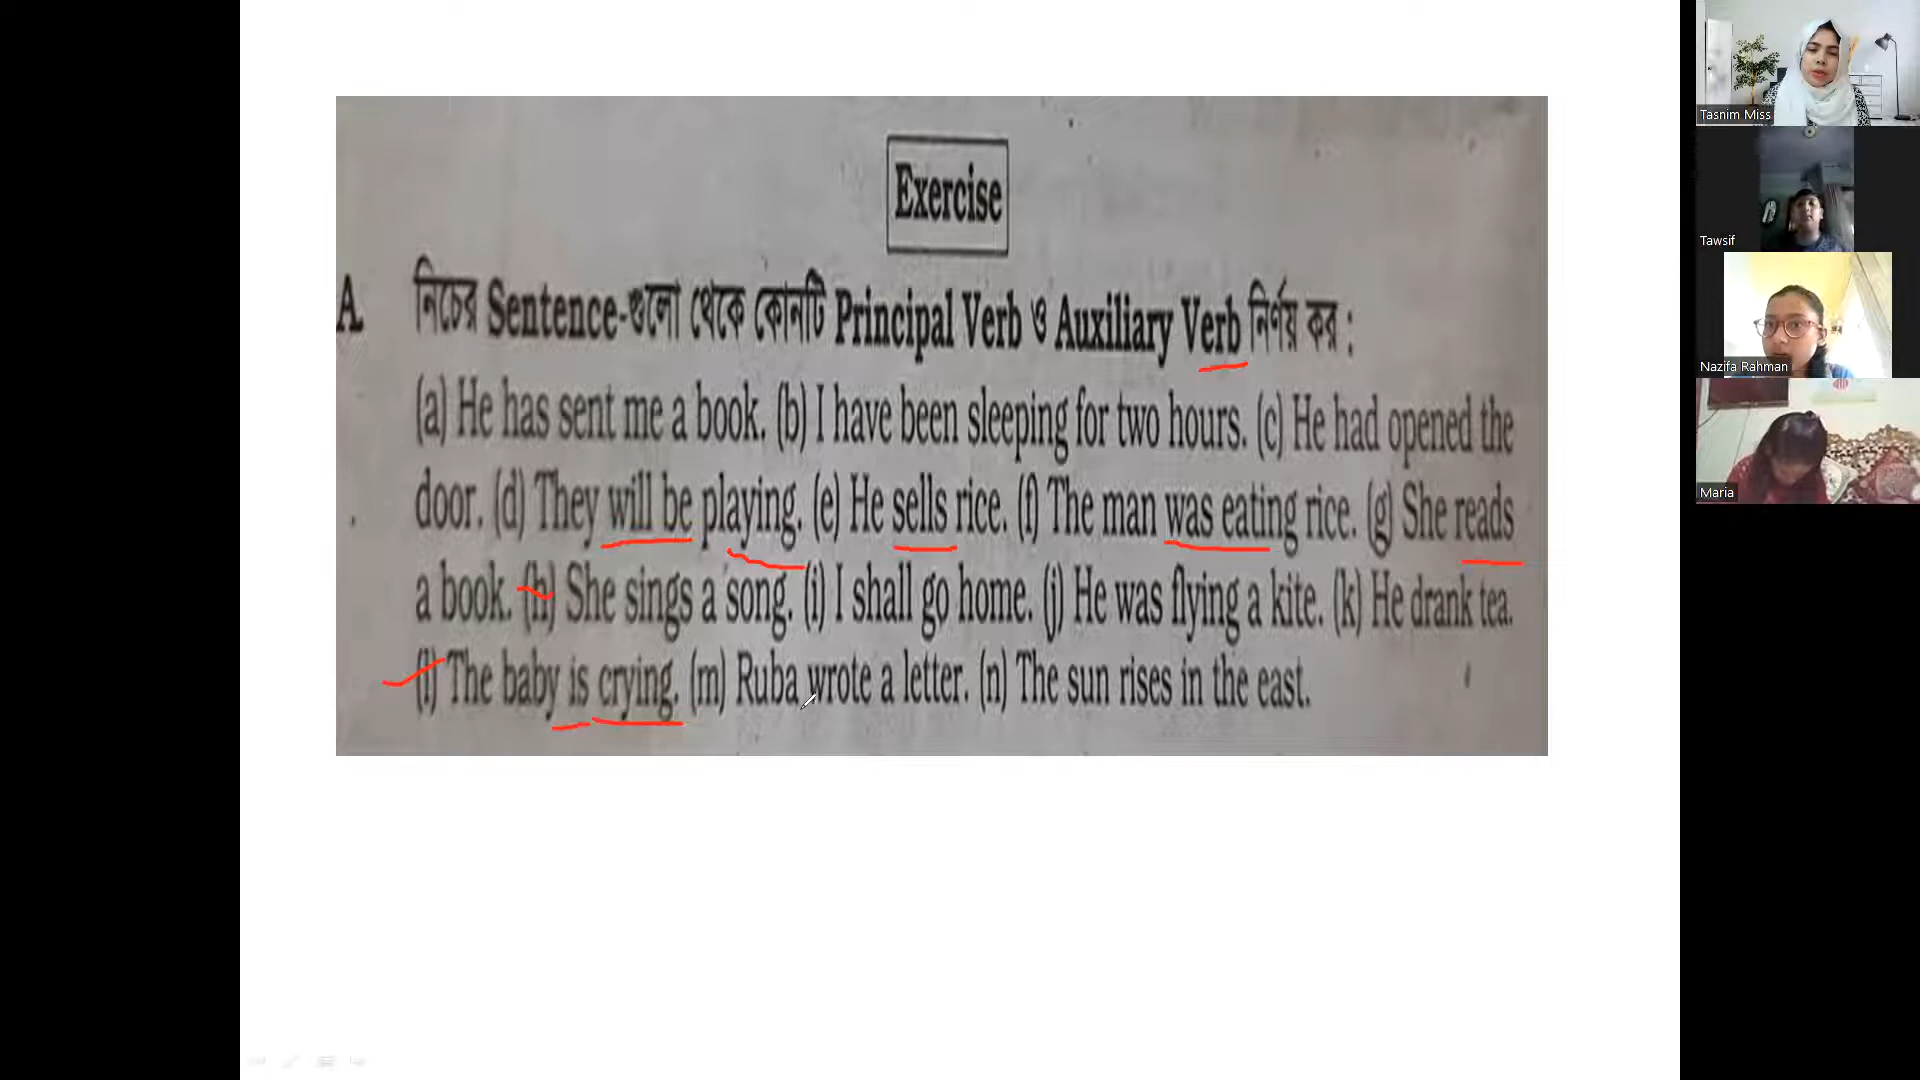 Exercise
A. নিচের Sentence-গুলো থেকে কোনটি Principal Verb ও Auxiliary Verb নির্ণয় কর :
(a) He has sent me a book. (b) I have been sleeping for two hours. (c) He had opened the
door. (d) They will be playing. (e) He sells rice. (f) The man was eating rice. (g) She reads
a book. (h) She sings a song. (i) I shall go home. (j) He was flying a kite. (k) He drank tea.
(l) The baby is crying. (m) Ruba wrote a letter. (n) The sun rises in the east.
Tasnim Miss
Tawsif
Nazifa Rahman
Maria